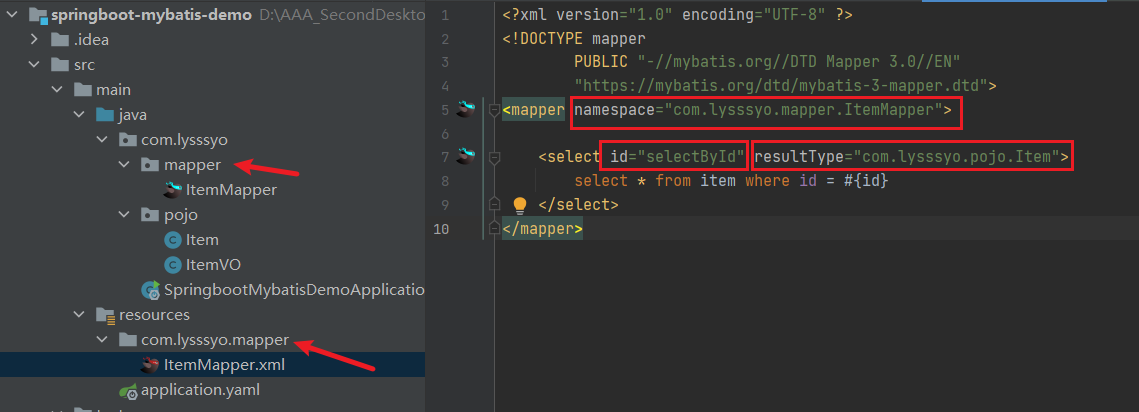 springboot-mybatis-demo D:\AAA_SecondDeskto
.idea
src
main
java
com.lysssyo
mapper
ItemMapper
pojo
Item
ItemVO
SpringbootMybatisDemoApplicatio
resources
com.lysssyo.mapper
ItemMapper.xml
application.yaml
1 <?xml version="1.0" encoding="UTF-8" ?>
2 <!DOCTYPE mapper
3 PUBLIC "-//mybatis.org//DTD Mapper 3.0//EN"
4 "https://mybatis.org/dtd/mybatis-3-mapper.dtd">
5 <mapper namespace="com.lysssyo.mapper.ItemMapper">
6
7 <select id="selectById" resultType="com.lysssyo.pojo.Item">
8 select * from item where id = #{id}
9 </select>
10 </mapper>